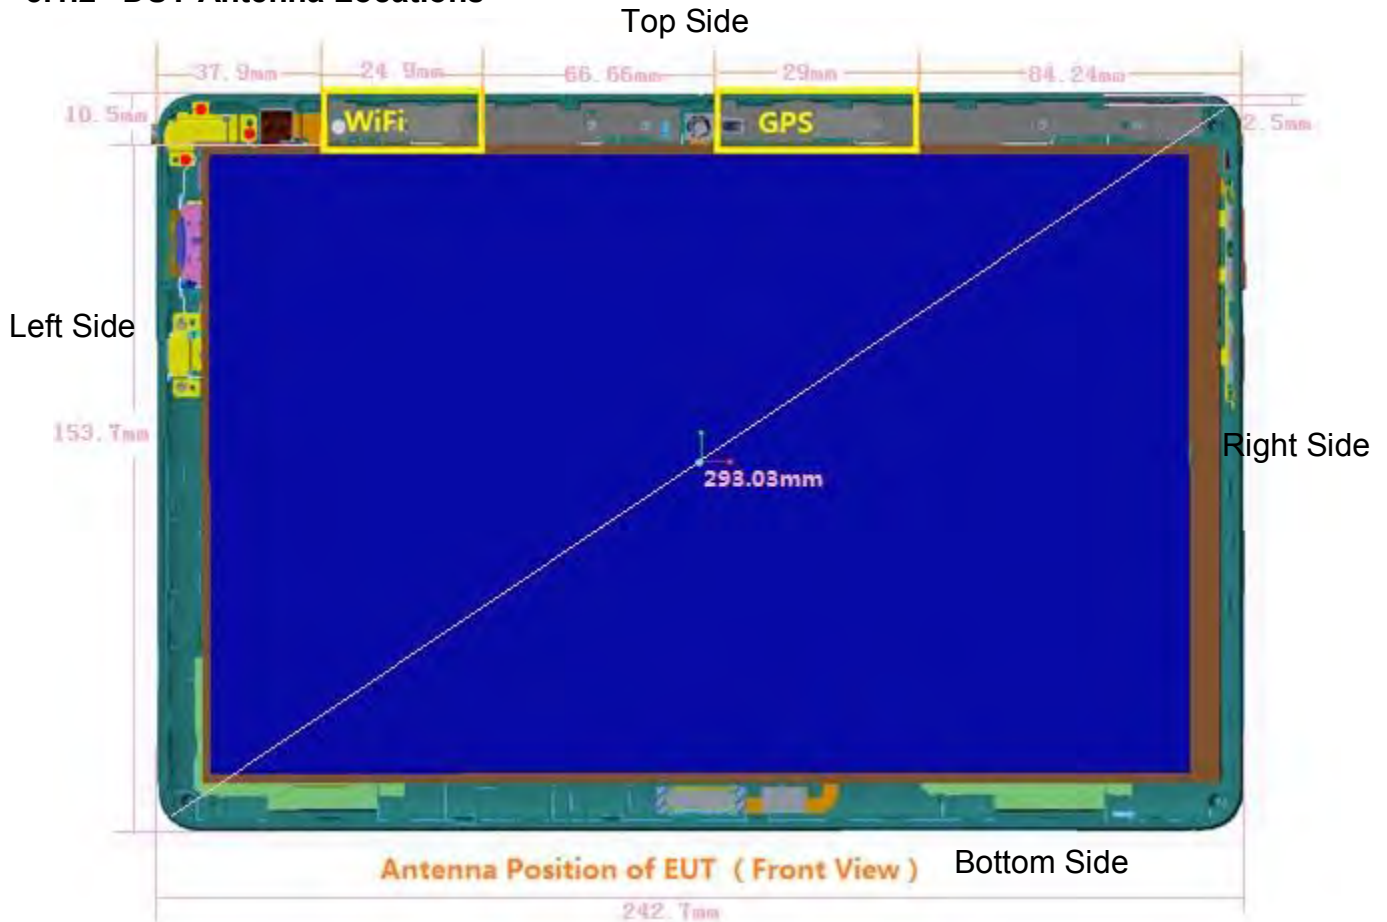 Top Side
37.9mm 24.9mm 66.66mm 29mm 84.24mm
10.5mm WiFi GPS 2.5mm
Left Side
153.7mm
Right Side
293.03mm
Antenna Position of EUT ( Front View )
Bottom Side
242.7mm